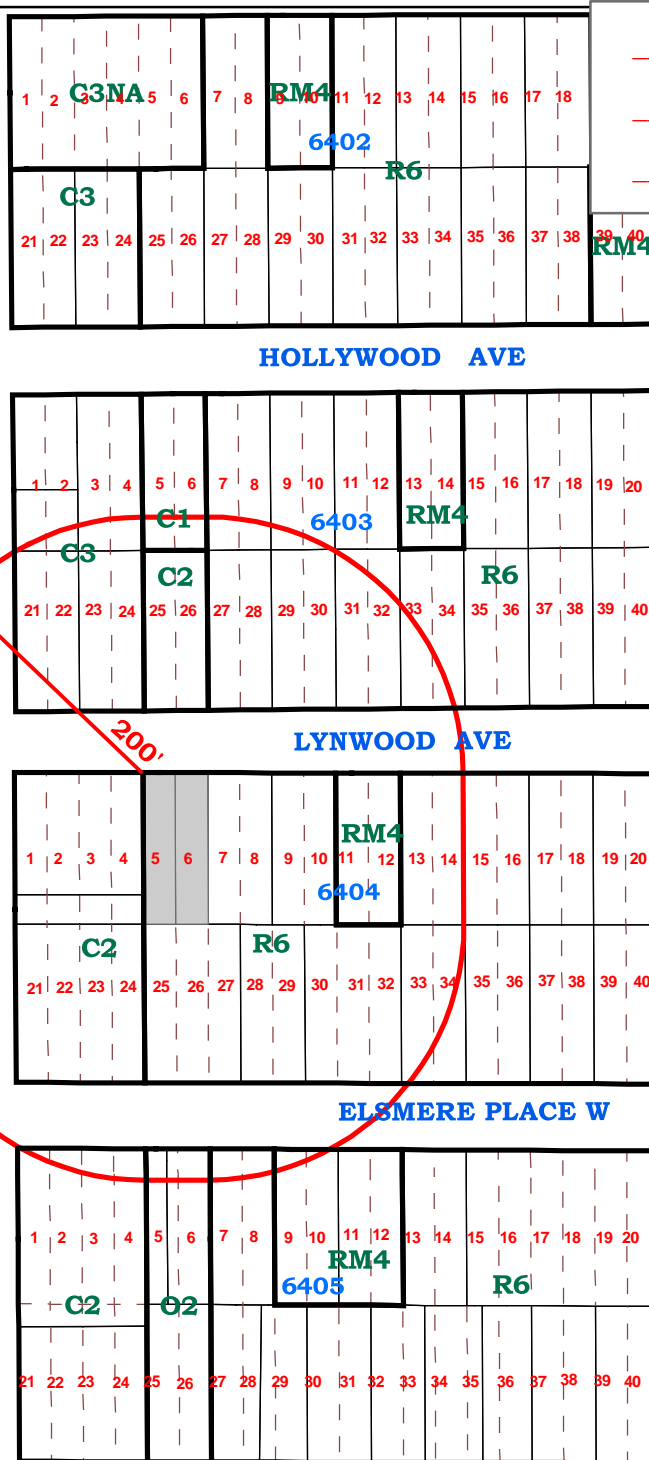 C3NA
RM4
1 2 3 4 5 6 7 8 9 10 11 12 13 14 15 16 17 18
6402
R6
C3
21 22 23 24 25 26 27 28 29 30 31 32 33 34 35 36 37 38 39 40
RM4
HOLLYWOOD AVE
1 2 3 4 5 6 7 8 9 10 11 12 13 14 15 16 17 18 19 20
C1 6403 RM4
C3
C2 R6
21 22 23 24 25 26 27 28 29 30 31 32 33 34 35 36 37 38 39 40
200'
LYNWOOD AVE
RM4
1 2 3 4 5 6 7 8 9 10 11 12 13 14 15 16 17 18 19 20
6404
C2 R6
21 22 23 24 25 26 27 28 29 30 31 32 33 34 35 36 37 38 39 40
ELSMERE PLACE W
1 2 3 4 5 6 7 8 9 10 11 12 13 14 15 16 17 18 19 20
RM4
6405 R6
C2 O2
21 22 23 24 25 26 27 28 29 30 31 32 33 34 35 36 37 38 39 40